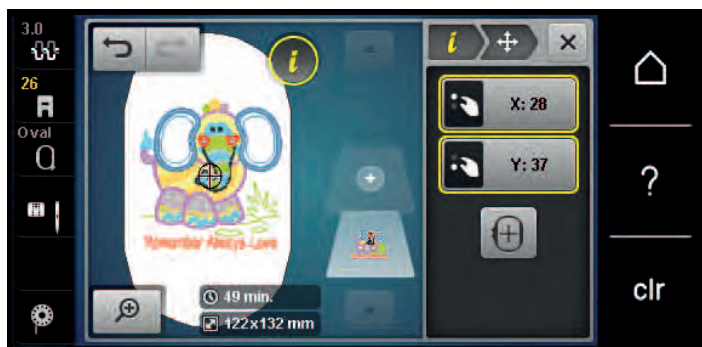 3.0
26
Oval
i
i
X: 28
Y: 37
?
clr
Remember Always Love
49 min.
122x132 mm